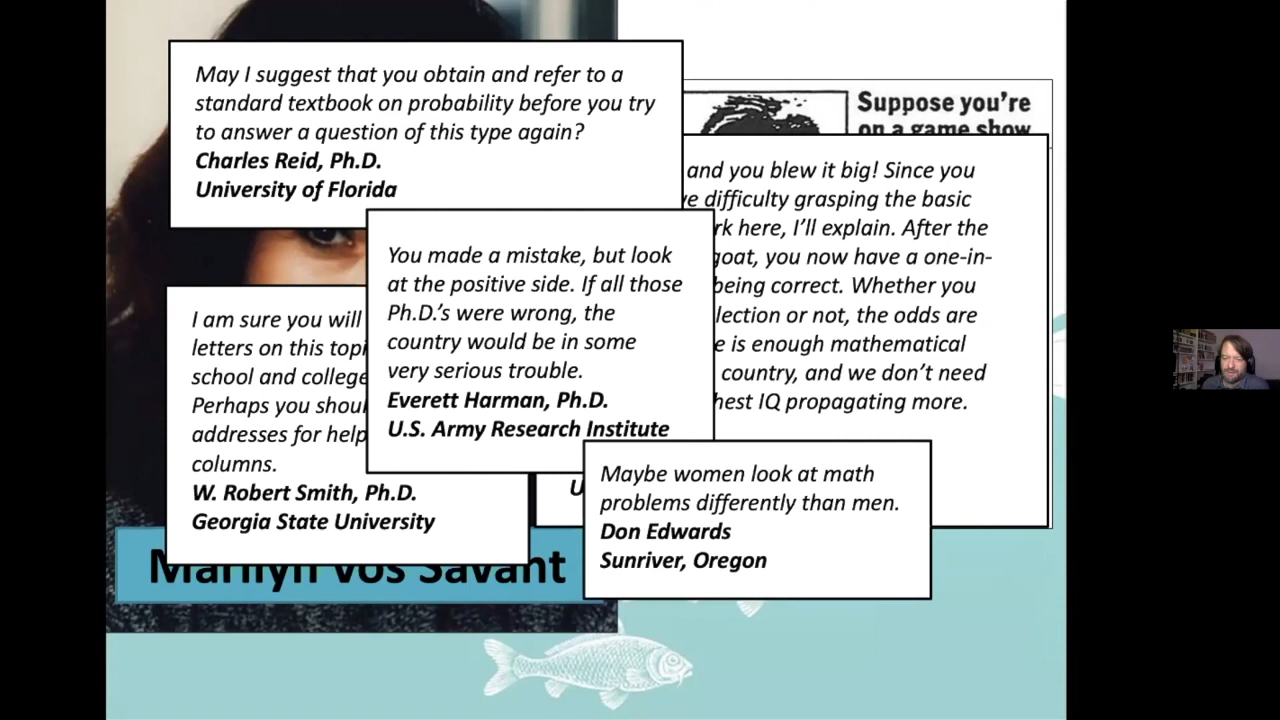 May I suggest that you obtain and refer to a
standard textbook on probability before you try
to answer a question of this type again?
Charles Reid, Ph.D.
University of Florida
Suppose you're
on a game show
and you blew it big! Since you
difficulty grasping the basic
here, I'll explain. After the
goat, you now have a one-in-
being correct. Whether you
or not, the odds are
is enough mathematical
country, and we don't need
IQ propagating more.
U
You made a mistake, but look
at the positive side. If all those
Ph.D.'s were wrong, the
country would be in some
very serious trouble.
Everett Harman, Ph.D.
U.S. Army Research Institute
I am sure you will
letters on this
school and college
Perhaps you
addresses for help
columns.
W. Robert Smith, Ph.D.
Georgia State University
Maybe women look at math
problems differently than men.
Don Edwards
Sunriver, Oregon
Marilyn vos Savant